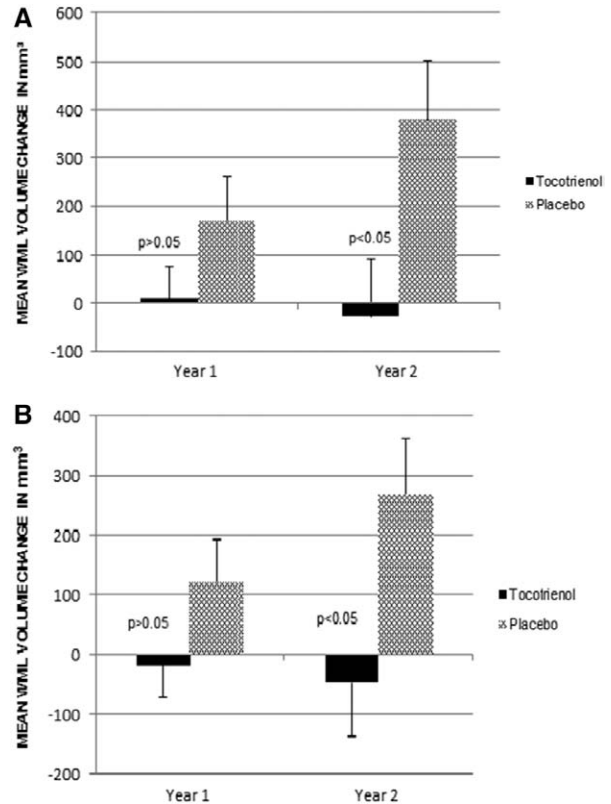 A
MEAN WML VOLUME CHANGE IN mm³
600
500
400
300
200
100
0
-100
p>0.05
p<0.05
Year 1
Year 2
Tocotrienol
Placebo
B
MEAN WML VOLUME CHANGE IN mm³
400
300
200
100
0
-100
-200
p>0.05
p<0.05
Year 1
Year 2
Tocotrienol
Placebo